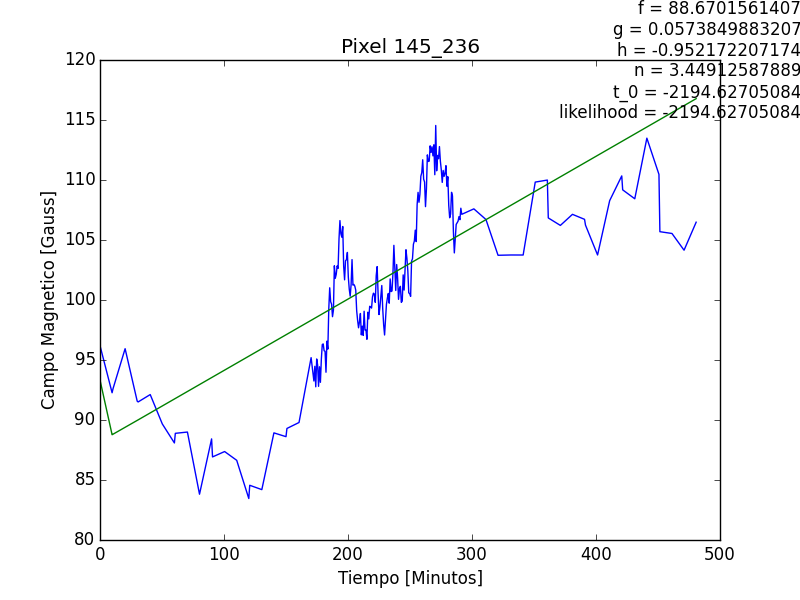 f = 88.6701561407
g = 0.0573849883207
h = -0.952172207174
n = 3.44912587889
t_0 = -2194.62705084
likelihood = -2194.62705084
Pixel 145_236
120
115
110
105
100
95
90
85
80
Campo Magnetico [Gauss]
0 100 200 300 400 500
Tiempo [Minutos]